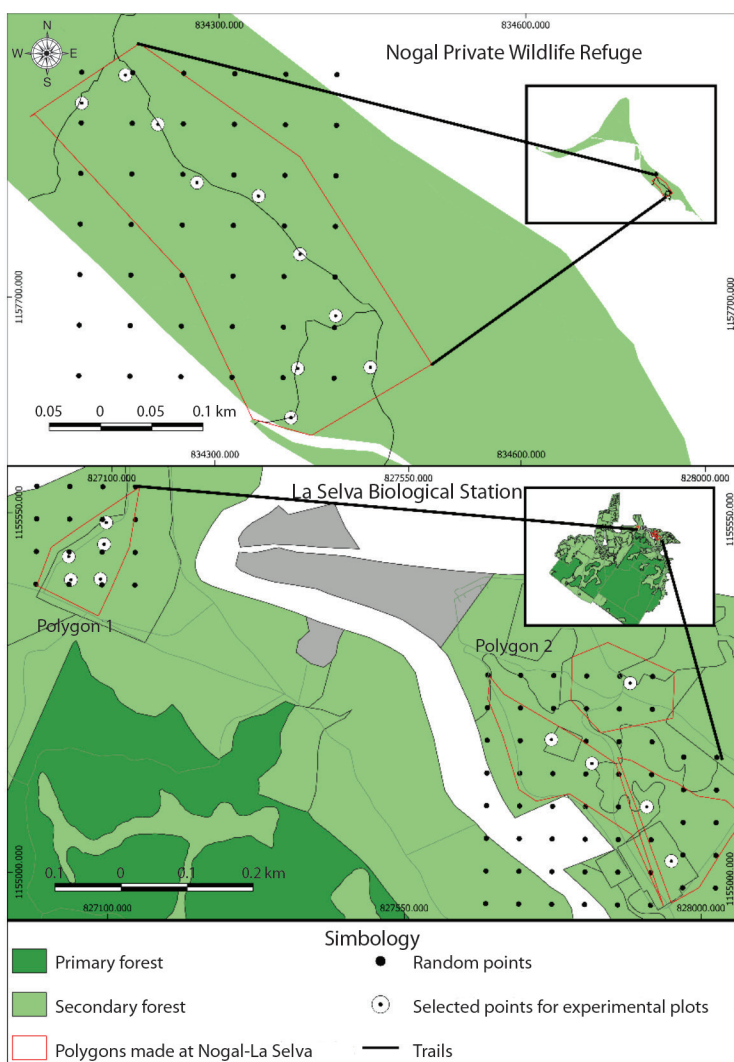 834300.000
834600.000
N
W E
S
Nogal Private Wildlife Refuge
1157700.000
1157700.000
0.05 0 0.05 0.1 km
834300.000
834600.000
827100.000
827550.000
828000.000
La Selva Biological Station
1155550.000
1155550.000
Polygon 1
Polygon 2
0.1 0 0.1 0.2 km
1155000.000
1155000.000
827100.000
827550.000
828000.000
Simbology
Primary forest
Random points
Secondary forest
Selected points for experimental plots
Polygons made at Nogal-La Selva
Trails